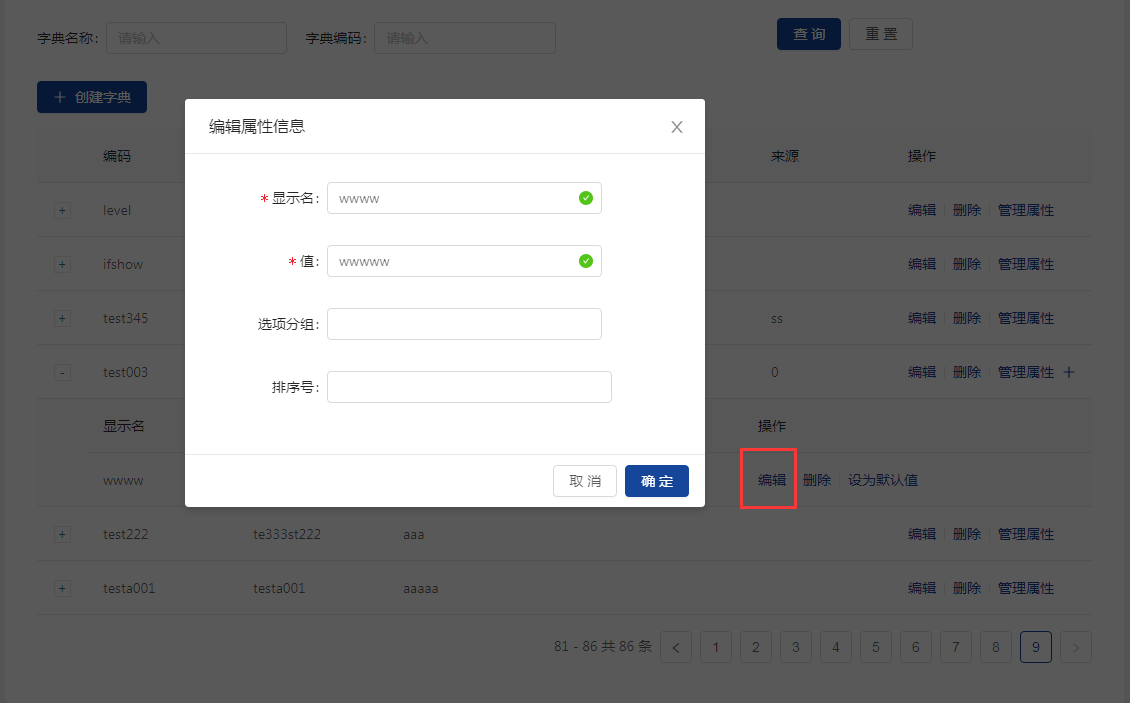 字典名称: 请输入 字典编码: 请输入 查 询 重 置
+ 创建字典
编辑属性信息
* 显示名: wwww
* 值: wwwww
选项分组:
排序号:
取 消 确 定
编码 来源 操作
+ level 编辑 删除 管理属性
+ ifshow 编辑 删除 管理属性
+ test345 ss 编辑 删除 管理属性
- test003 0 编辑 删除 管理属性 +
显示名 操作
wwww 编辑 删除 设为默认值
+ test222 te333st222 aaa 编辑 删除 管理属性
+ testa001 testa001 aaaaa 编辑 删除 管理属性
81 - 86 共 86 条 < 1 2 3 4 5 6 7 8 9 >